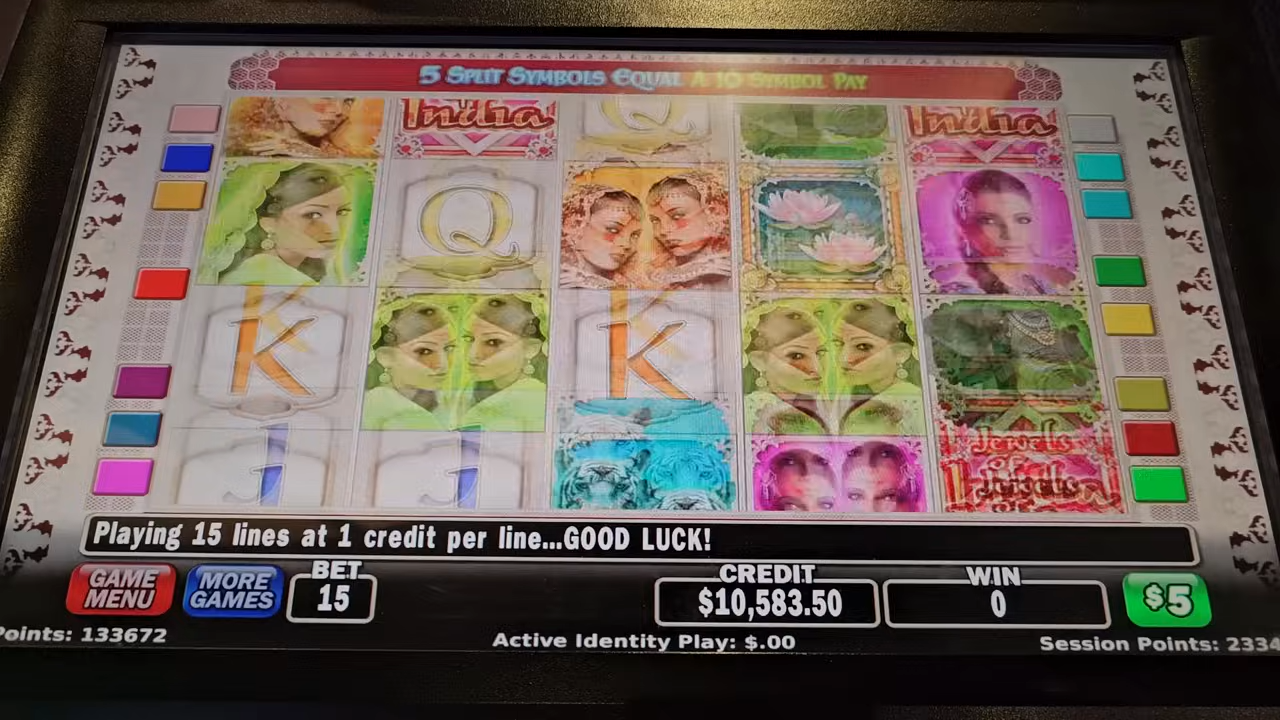 5 SPLIT SYMBOLS EQUAL A 10 SYMBOL PAY
India
Q
India
Q
K
K
J
J
Jewels
of
Jewels
Playing 15 lines at 1 credit per line...GOOD LUCK!
GAME MENU
MORE GAMES
BET
15
CREDIT
$10,583.50
WIN
0
$5
Points: 133672
Active Identity Play: $.00
Session Points: 2334